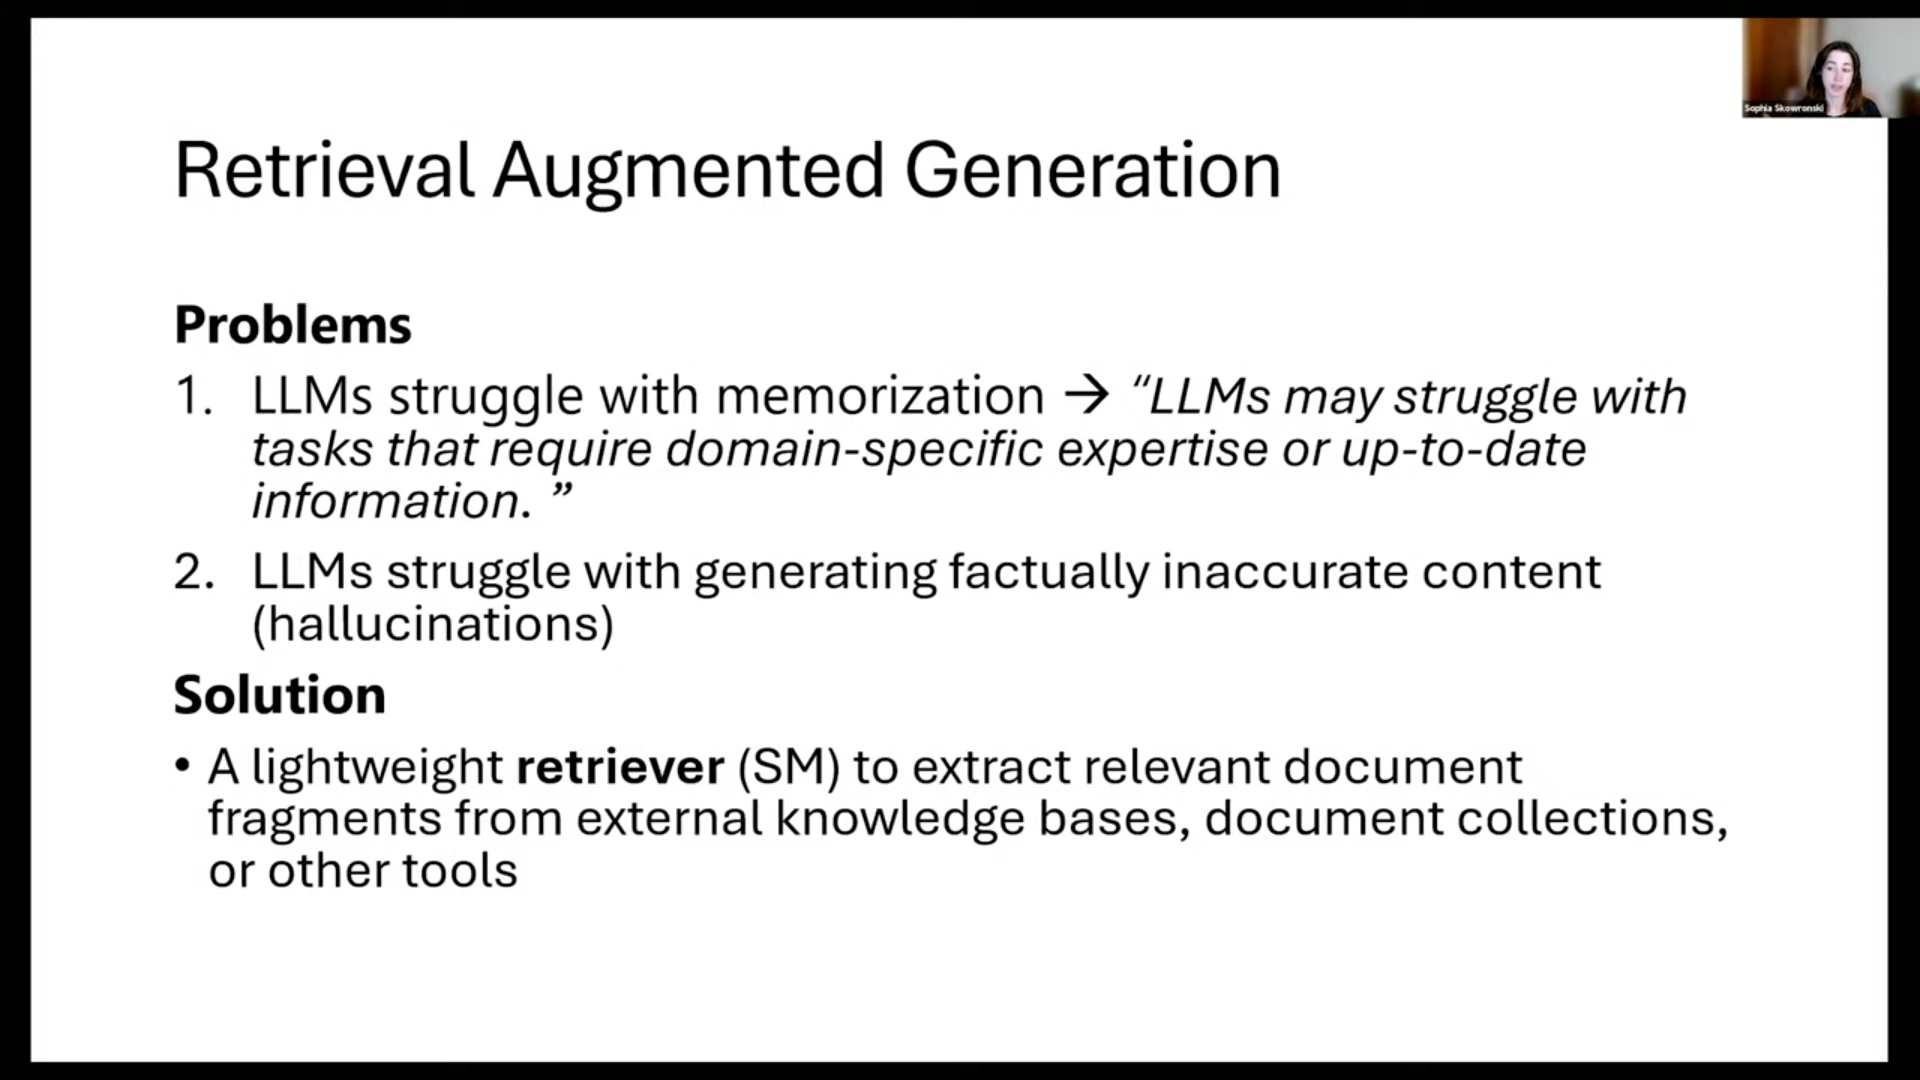 Sophia Skowronski
Retrieval Augmented Generation
Problems
1. LLMs struggle with memorization → “LLMs may struggle with
tasks that require domain-specific expertise or up-to-date
information. ”
2. LLMs struggle with generating factually inaccurate content
(hallucinations)
Solution
• A lightweight retriever (SM) to extract relevant document
fragments from external knowledge bases, document collections,
or other tools